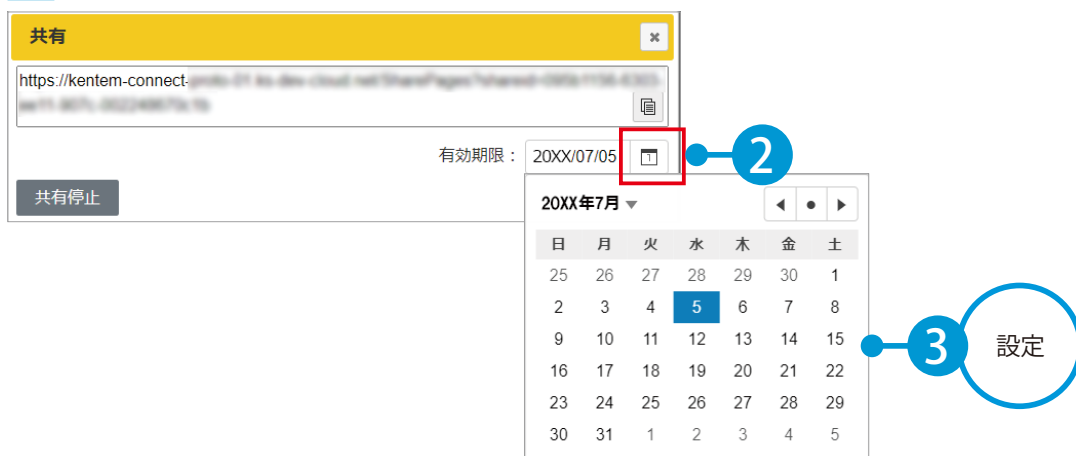 共有
https://kentem-connect-
有効期限： 20XX/07/05
2
共有停止
20XX年7月
日 月 火 水 木 金 土
25 26 27 28 29 30 1
2 3 4 5 6 7 8
9 10 11 12 13 14 15
3 設定
16 17 18 19 20 21 22
23 24 25 26 27 28 29
30 31 1 2 3 4 5